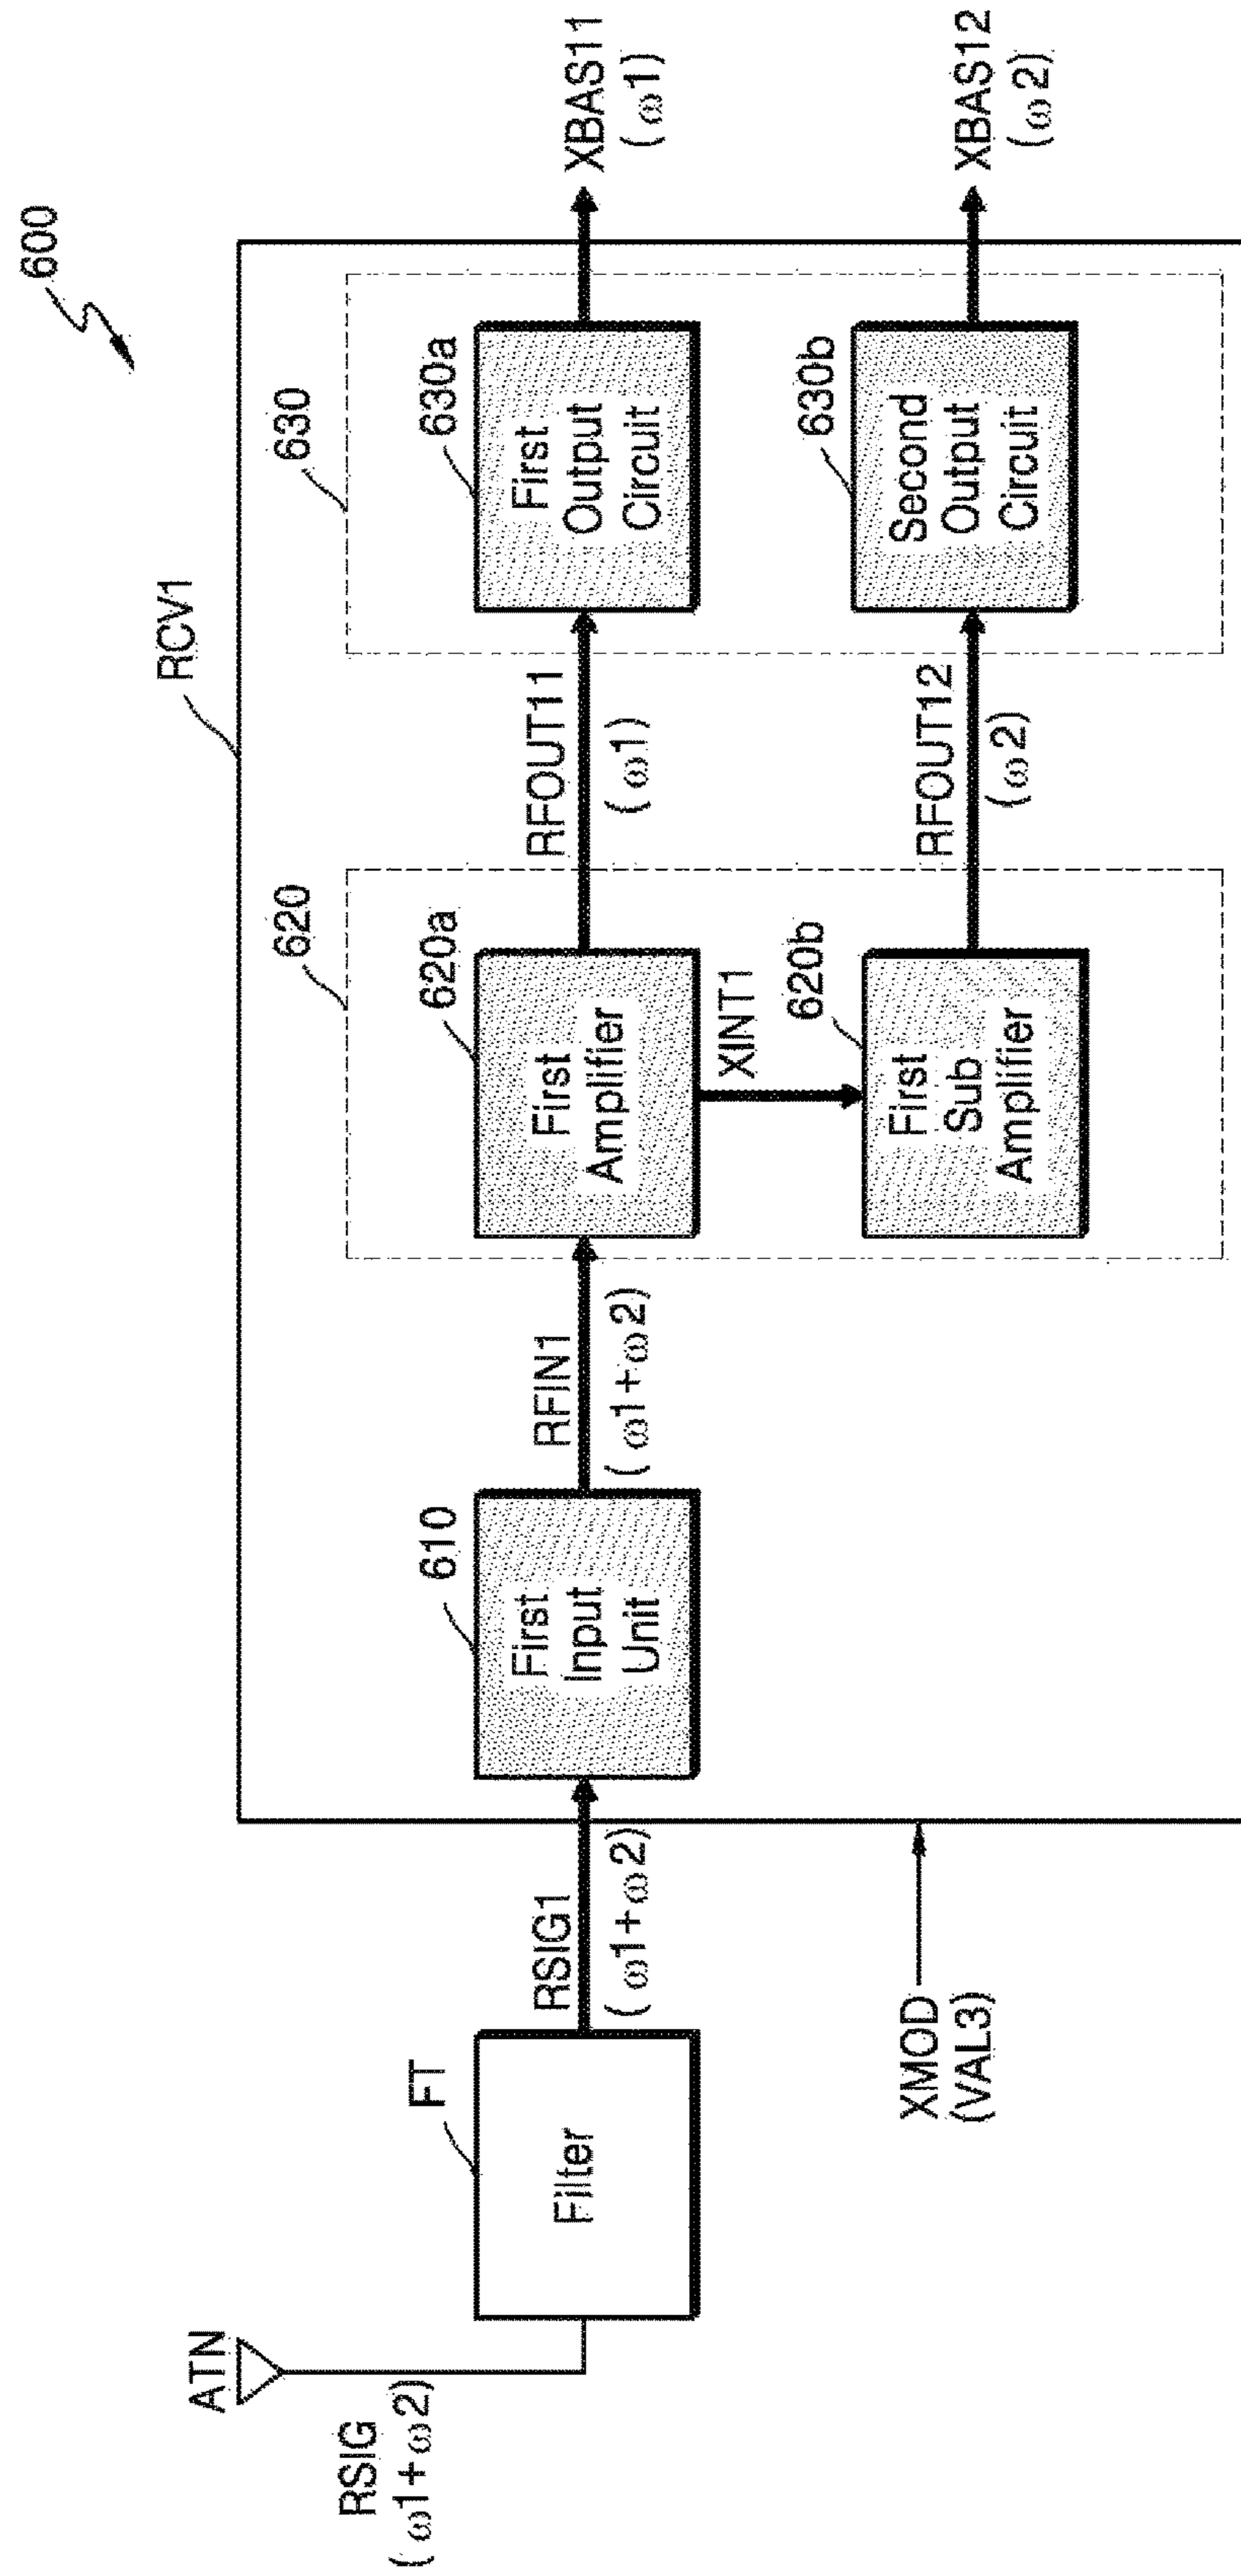 600
RCV1
620
630
ATN
RSIG
(ω1+ω2)
FT
Filter
RSIG1
(ω1+ω2)
610
First
Input
Unit
RFIN1
(ω1+ω2)
620a
First
Amplifier
RFOUT11
(ω1)
630a
First
Output
Circuit
XBAS11
(ω1)
XINT1
620b
First
Sub
Amplifier
RFOUT12
(ω2)
630b
Second
Output
Circuit
XBAS12
(ω2)
XMOD
(VAL3)